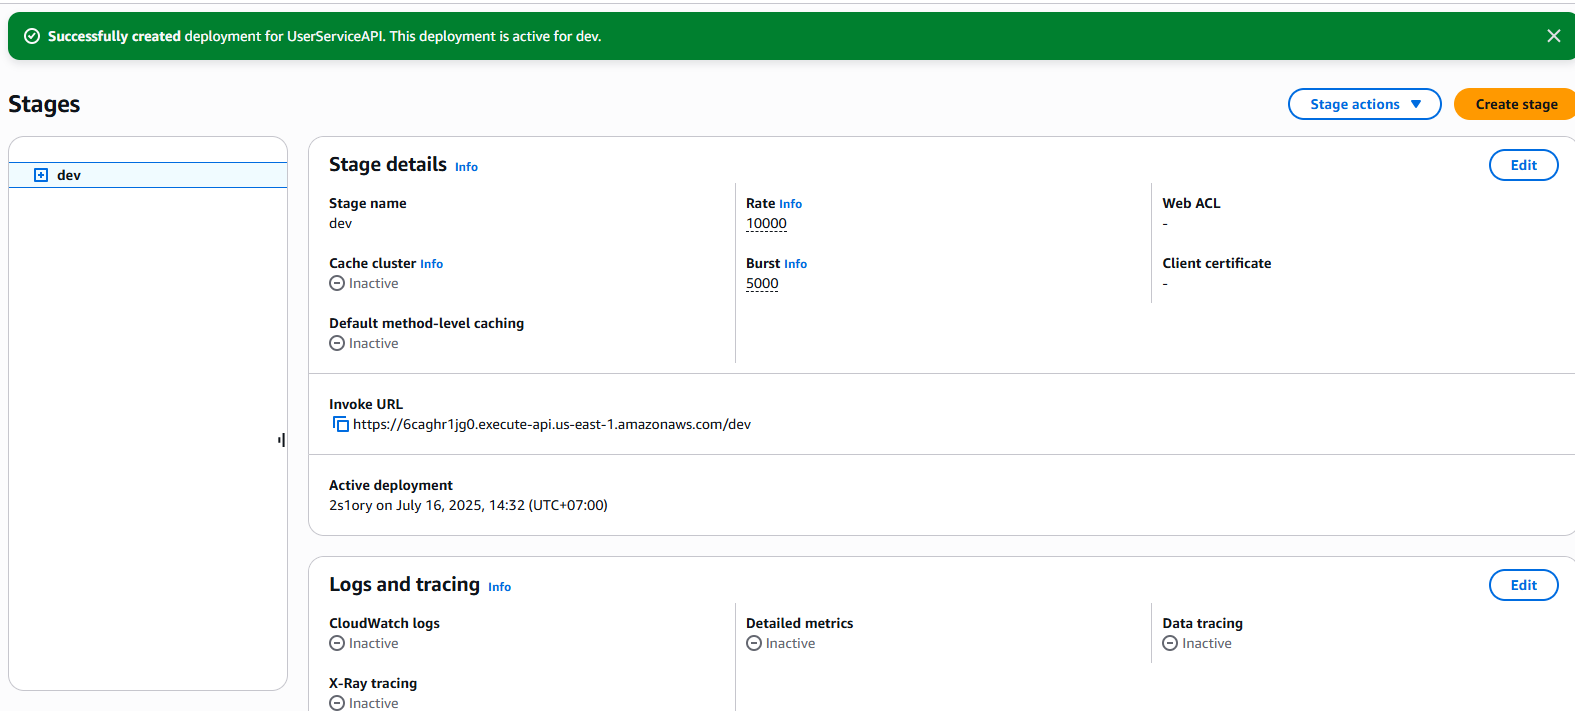 Successfully created deployment for UserServiceAPI. This deployment is active for dev.
Stages
Stage actions
Create stage
dev
Stage details Info
Edit
Stage name
dev
Rate Info
10000
Web ACL
-
Cache cluster Info
Inactive
Burst Info
5000
Client certificate
-
Default method-level caching
Inactive
Invoke URL
https://6caghr1jg0.execute-api.us-east-1.amazonaws.com/dev
Active deployment
2s1ory on July 16, 2025, 14:32 (UTC+07:00)
Logs and tracing Info
Edit
CloudWatch logs
Inactive
Detailed metrics
Inactive
Data tracing
Inactive
X-Ray tracing
Inactive